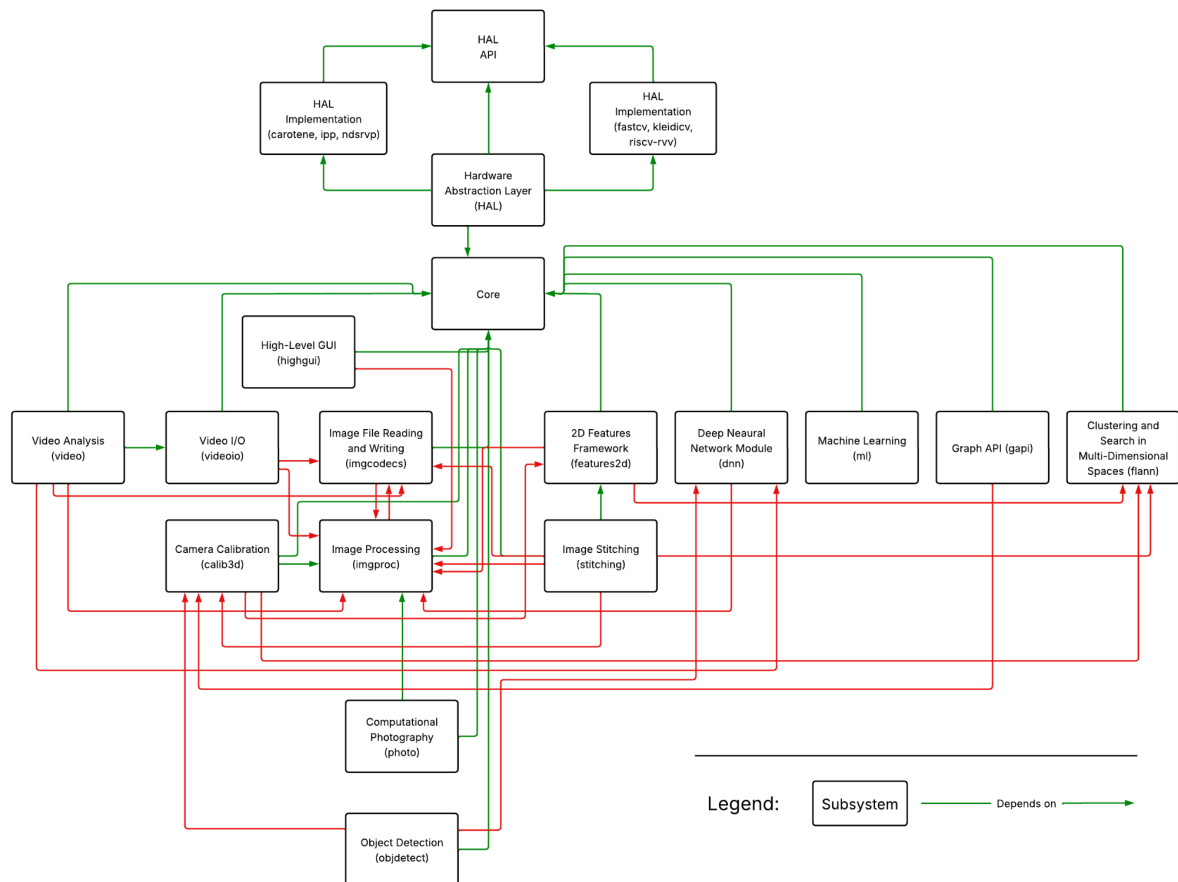 HAL
API
HAL
Implementation
(carotene, ipp, ndsrvp)
HAL
Implementation
(fastcv, kleidicv,
riscv-rvv)
Hardware
Abstraction Layer
(HAL)
Core
High-Level GUI
(highgui)
Video Analysis
(video)
Video I/O
(videoio)
Image File Reading
and Writing
(imgcodecs)
2D Features
Framework
(features2d)
Deep Neaural
Network Module
(dnn)
Machine Learning
(ml)
Graph API (gapi)
Clustering and
Search in
Multi-Dimensional
Spaces (flann)
Camera Calibration
(calib3d)
Image Processing
(imgproc)
Image Stitching
(stitching)
Computational
Photography
(photo)
Object Detection
(objdetect)
Legend:
Subsystem
Depends on